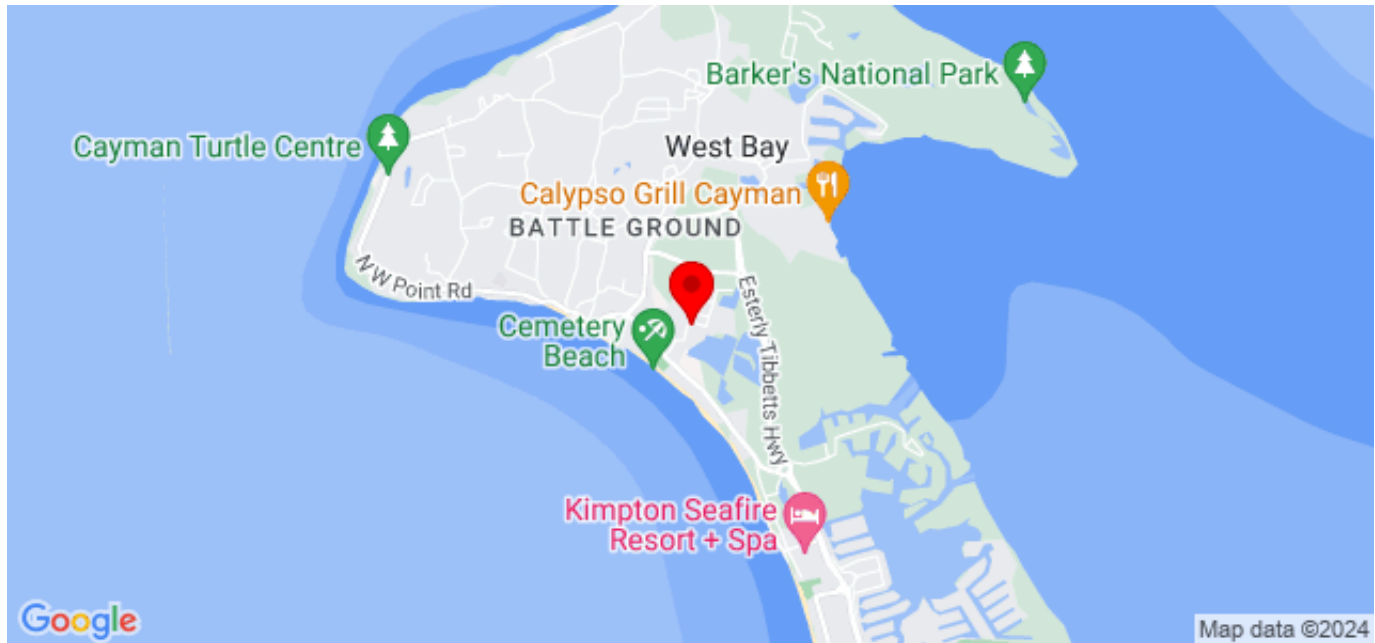 Barker's National Park
Cayman Turtle Centre
West Bay
Calypso Grill Cayman
BATTLE GROUND
NW Point Rd
Esterly Tibbetts Hwy
Cemetery
Beach
Kimpton Seafire
Resort + Spa
Google
Map data ©2024